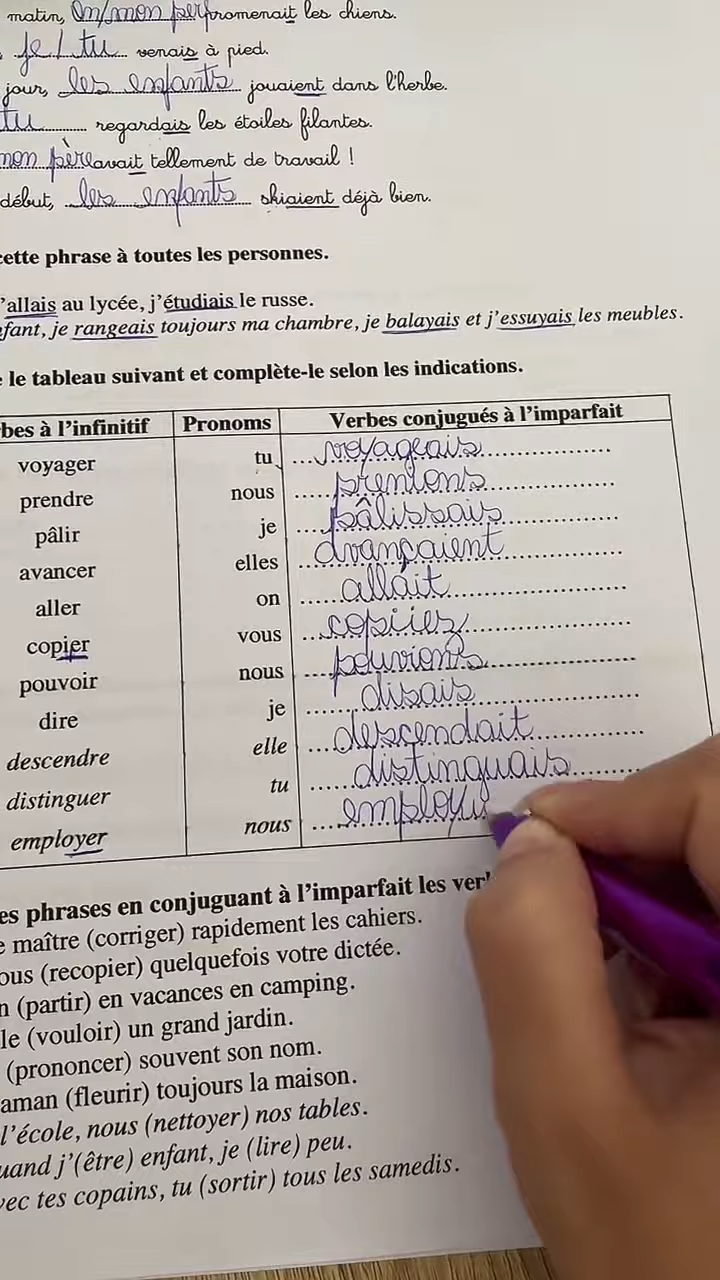 matin, on/mon per promenait les chiens.
je / tu venais à pied.
jour, les enfants jouaient dans l'herbe.
tu regardais les étoiles filantes.
mon père avait tellement de travail !
début, les enfants skiaient déjà bien.
cette phrase à toutes les personnes.
'allais au lycée, j'étudiais le russe.
fant, je rangeais toujours ma chambre, je balayais et j'essuyais les meubles.
le tableau suivant et complète-le selon les indications.
bes à l'infinitif Pronoms Verbes conjugués à l'imparfait
voyager tu voyageais
prendre nous prenions
pâlir je pâlissais
avancer elles avançaient
aller on allait
copier vous copiiez
pouvoir nous pouvions
dire je disais
descendre elle descendait
distinguer tu distinguais
employer nous employi
es phrases en conjuguant à l'imparfait les ver
e maître (corriger) rapidement les cahiers.
ous (recopier) quelquefois votre dictée.
n (partir) en vacances en camping.
le (vouloir) un grand jardin.
(prononcer) souvent son nom.
aman (fleurir) toujours la maison.
l'école, nous (nettoyer) nos tables.
uand j'(être) enfant, je (lire) peu.
vec tes copains, tu (sortir) tous les samedis.